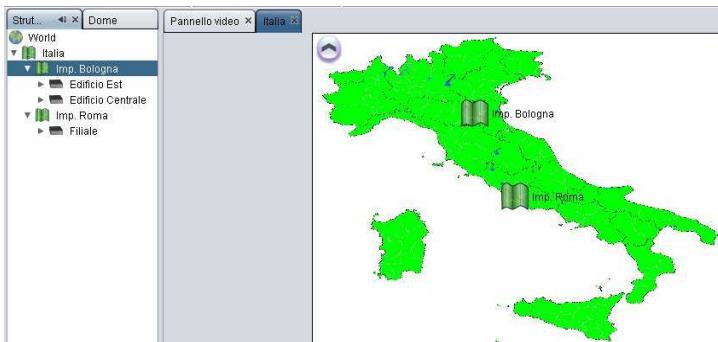 Strut...
Dome
Pannello video
Italia
World
Italia
Imp. Bologna
Edificio Est
Edificio Centrale
Imp. Roma
Filiale
Imp. Bologna
Imp. Roma